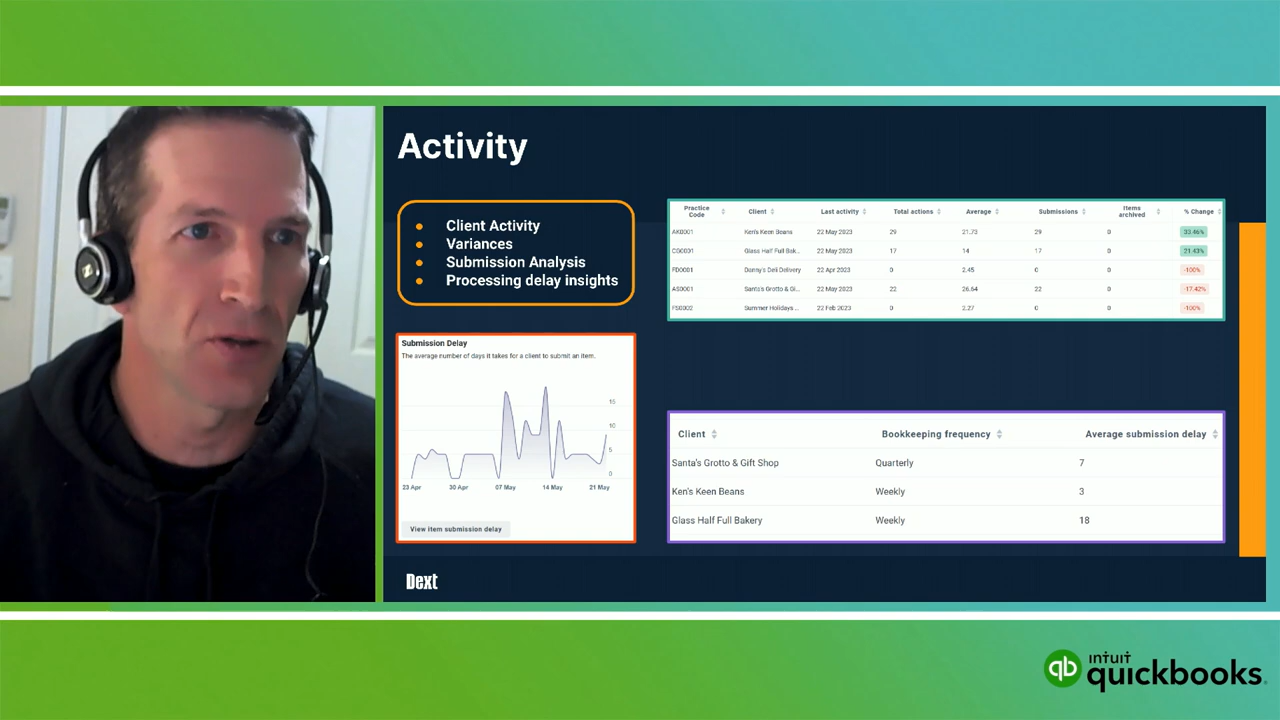 Activity
Client Activity
Variances
Submission Analysis
Processing delay insights
Practice Code Client Last activity Total actions Average Submissions Items archived % Change
AK0001 Ken's Keen Beans 22 May 2023 29 21.73 29 0 33.46%
CG0001 Glass Half Full Bak... 22 May 2023 17 14 17 0 21.43%
FD0001 Danny's Deli Delivery 22 Apr 2023 0 2.45 0 0 -100%
AS0001 Santa's Grotto & Gi... 22 May 2023 22 26.64 22 0 -17.42%
FS0002 Summer Holidays ... 22 Feb 2023 0 2.27 0 0 -100%
Submission Delay
The average number of days it takes for a client to submit an item.
15
10
5
0
23 Apr 30 Apr 07 May 14 May 21 May
View item submission delay
Client Bookkeeping frequency Average submission delay
Santa's Grotto & Gift Shop Quarterly 7
Ken's Keen Beans Weekly 3
Glass Half Full Bakery Weekly 18
Dext
qb intuit quickbooks.